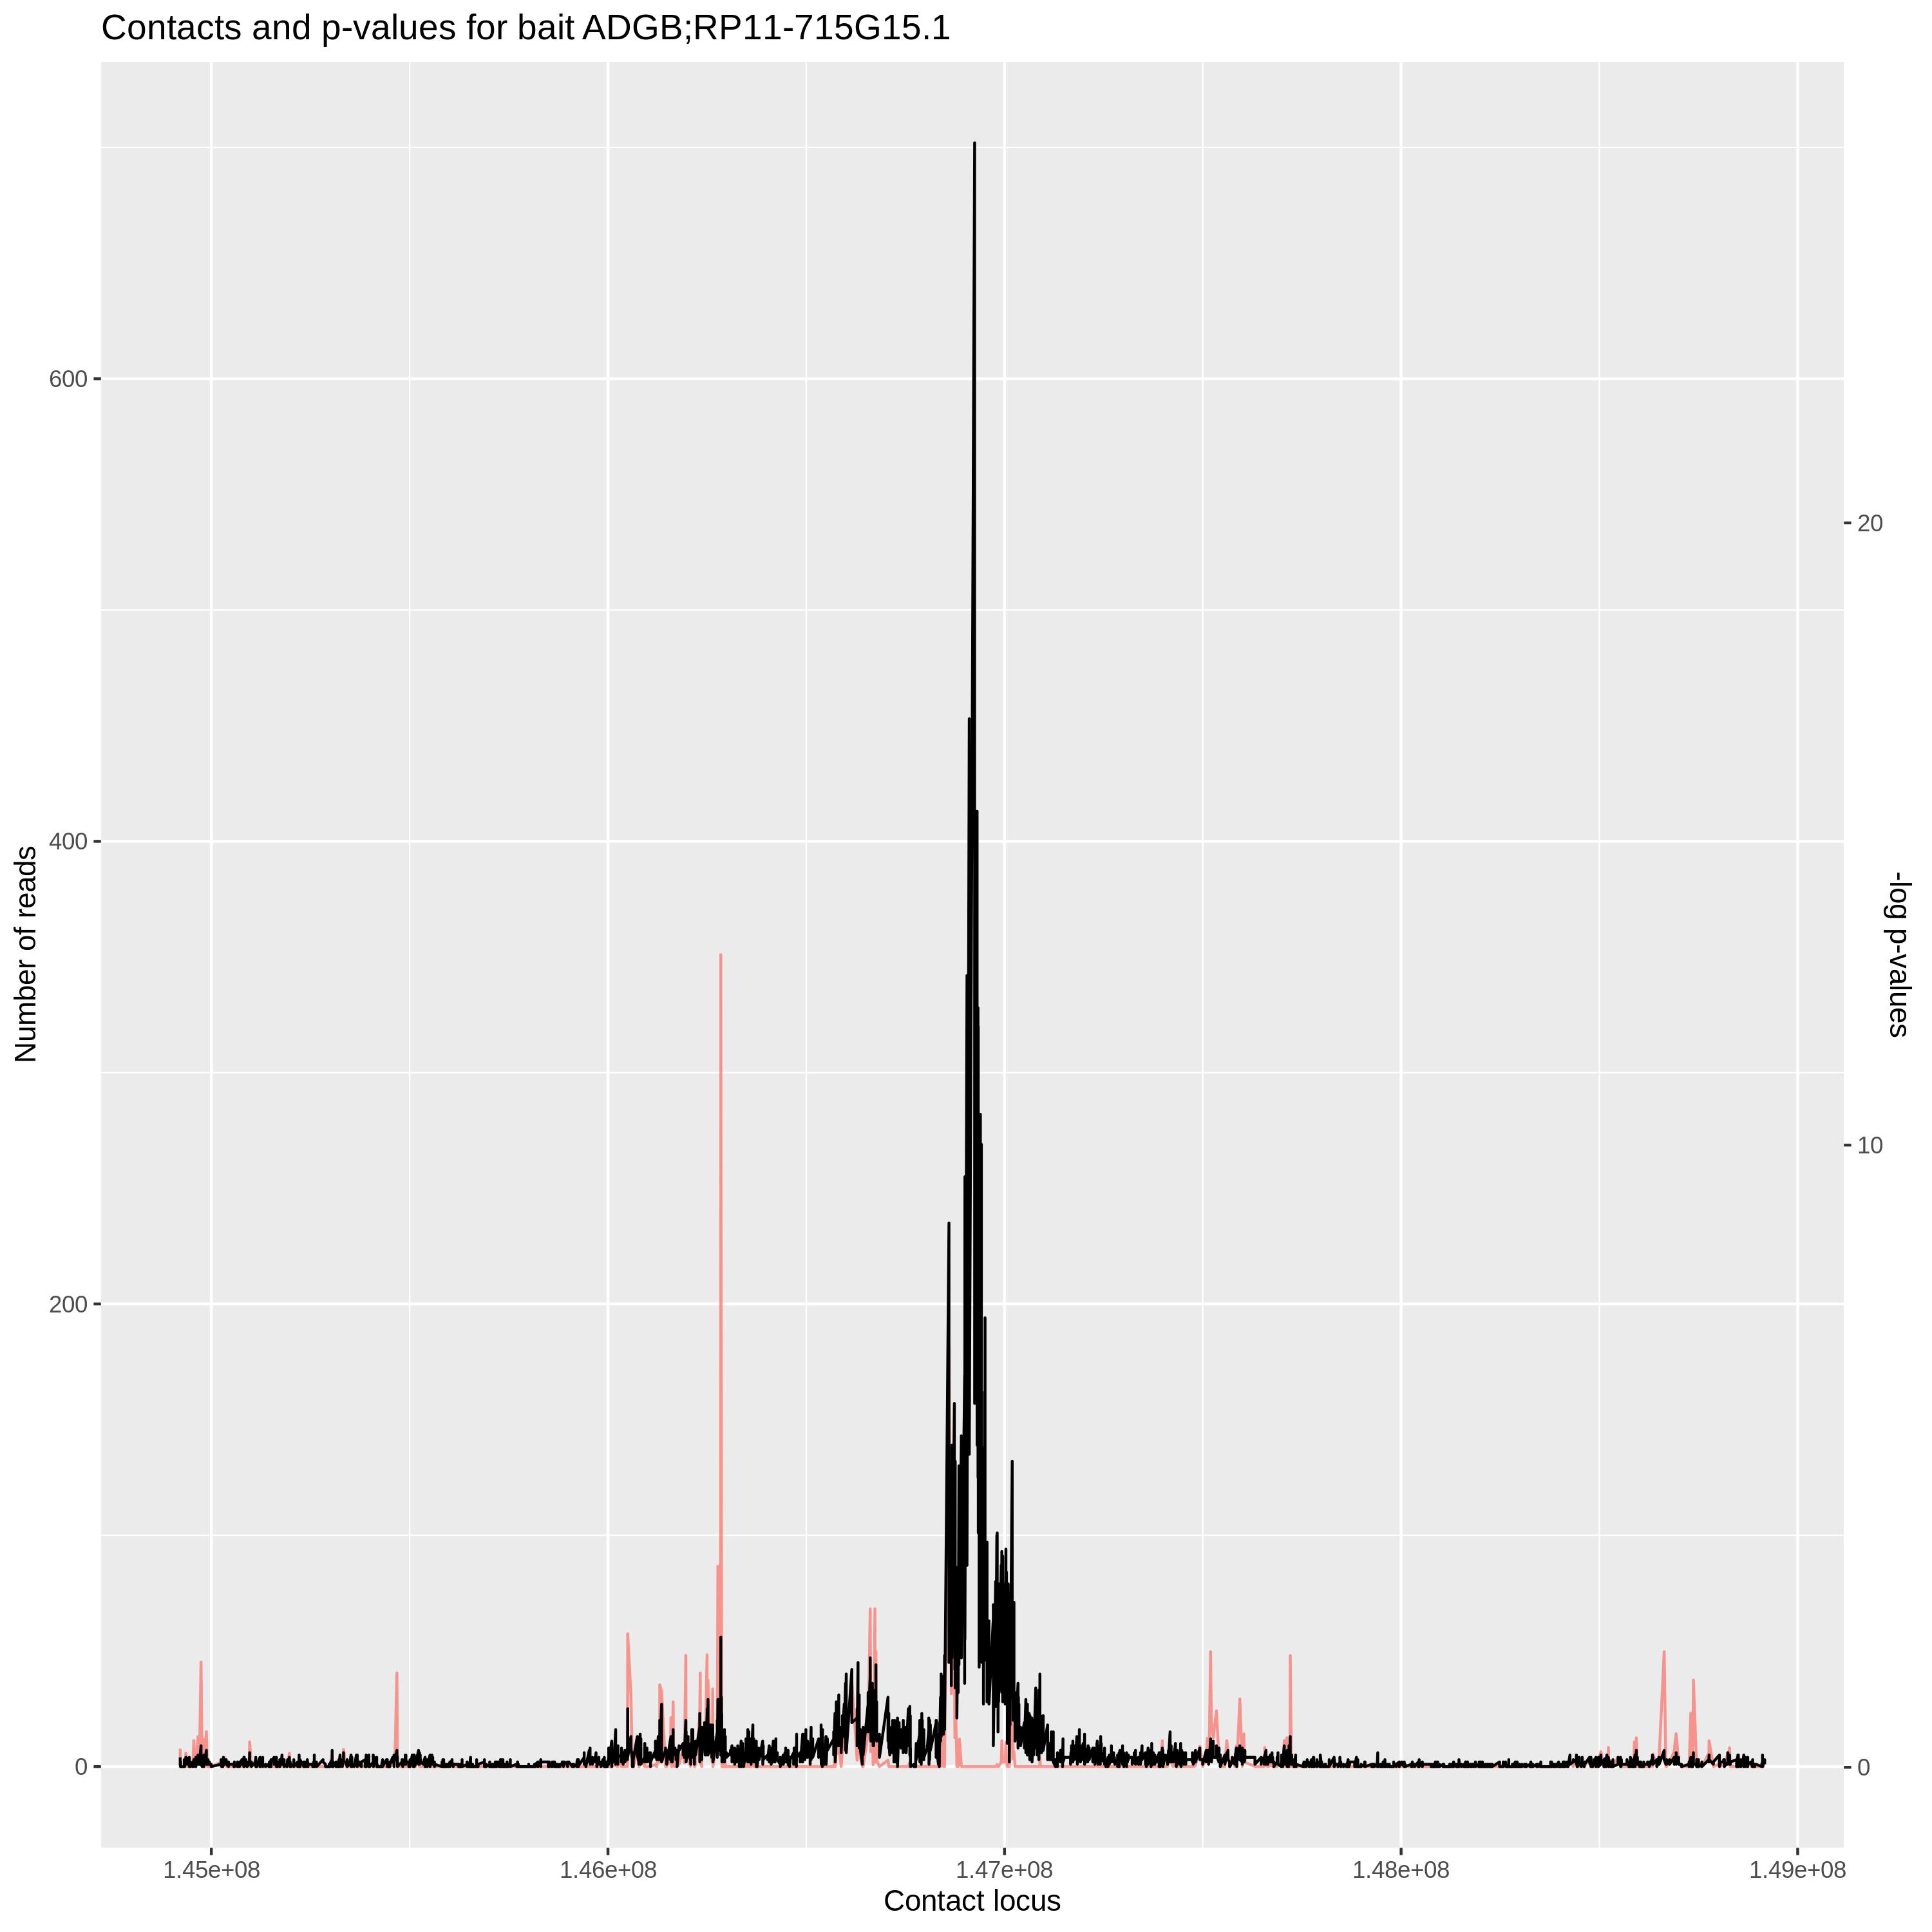 Contacts and p-values for bait ADGB;RP11-715G15.1
600
400
200
0
Number of reads
20
10
0
-log p-values
1.45e+08 1.46e+08 1.47e+08 1.48e+08 1.49e+08
Contact locus